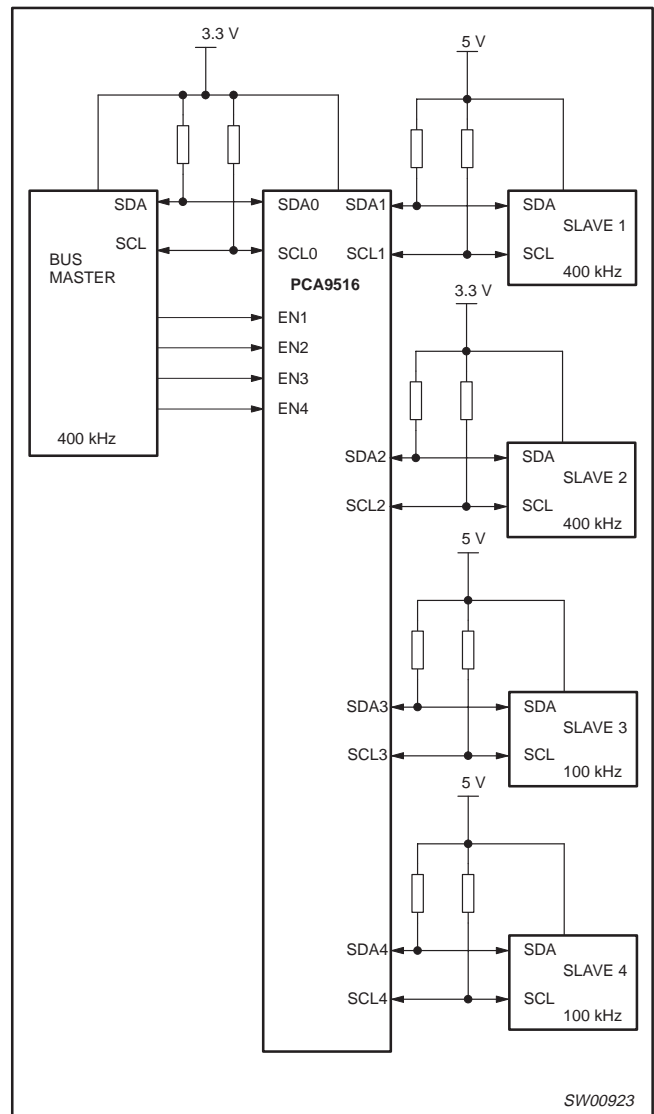 3.3 V
5 V
SDA
SDA0
SDA1
SDA
SLAVE 1
SCL
SCL0
SCL1
SCL
400 kHz
BUS
MASTER
PCA9516
EN1
EN2
EN3
EN4
400 kHz
3.3 V
SDA2
SDA
SLAVE 2
SCL2
SCL
400 kHz
5 V
SDA3
SDA
SLAVE 3
SCL3
SCL
100 kHz
5 V
SDA4
SDA
SLAVE 4
SCL4
SCL
100 kHz
SW00923